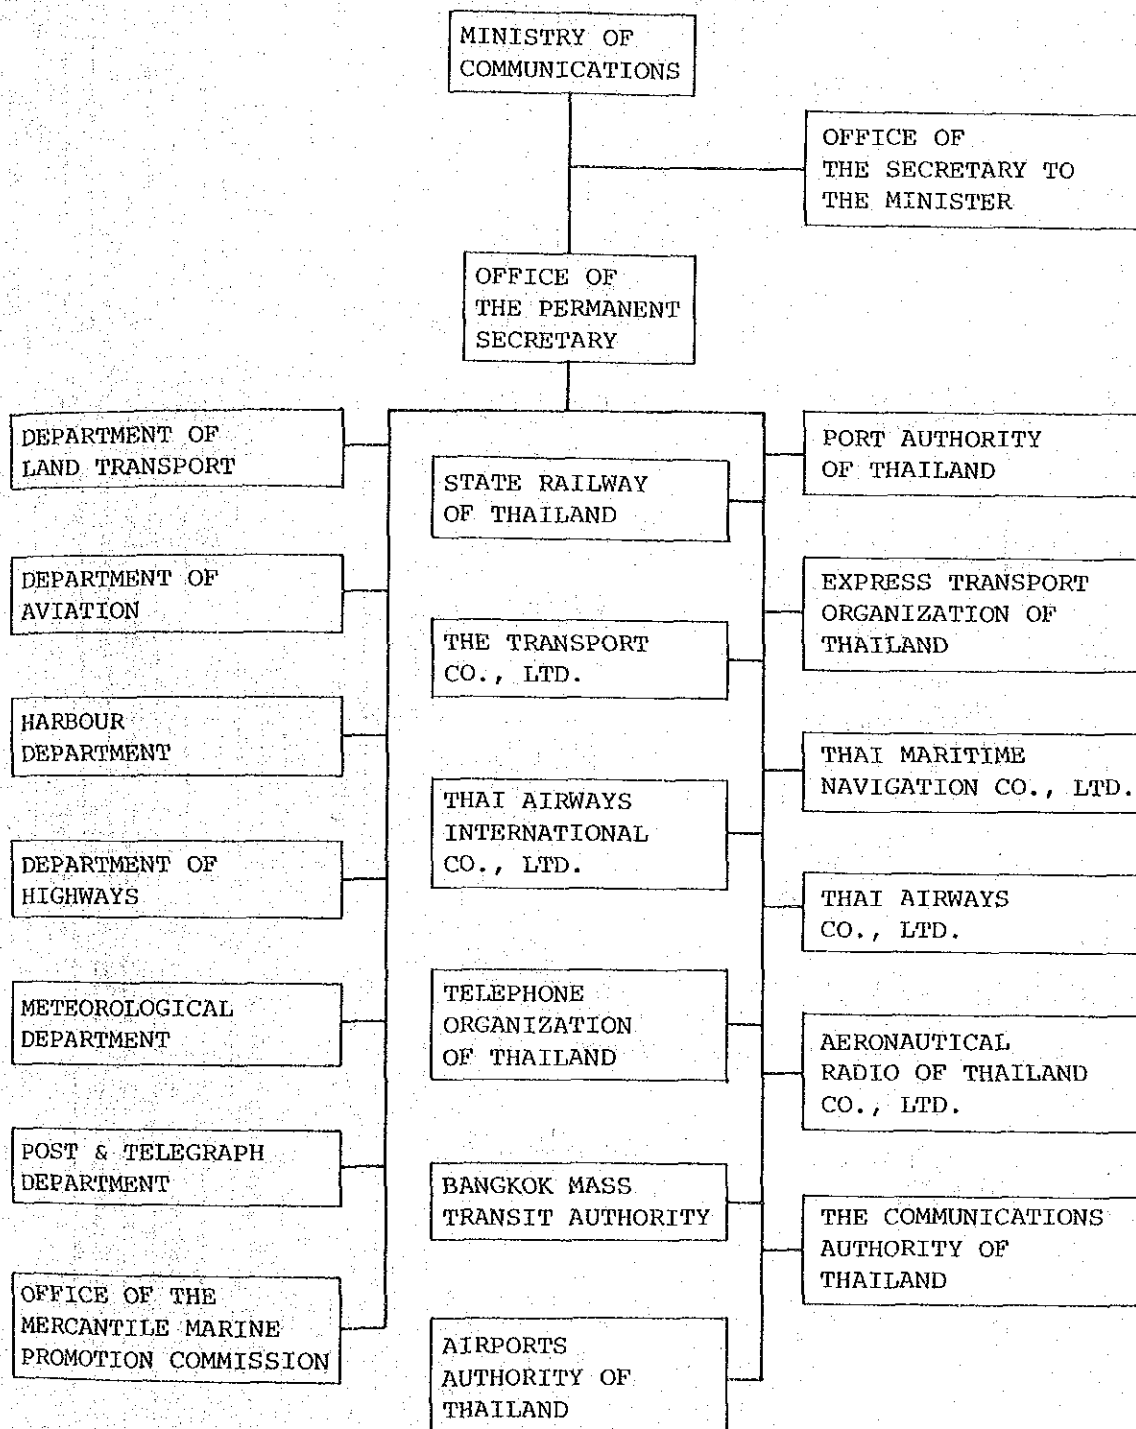 MINISTRY OF
COMMUNICATIONS
OFFICE OF
THE SECRETARY TO
THE MINISTER
OFFICE OF
THE PERMANENT
SECRETARY
DEPARTMENT OF
LAND TRANSPORT
DEPARTMENT OF
AVIATION
HARBOUR
DEPARTMENT
DEPARTMENT OF
HIGHWAYS
METEOROLOGICAL
DEPARTMENT
POST & TELEGRAPH
DEPARTMENT
OFFICE OF THE
MERCANTILE MARINE
PROMOTION COMMISSION
STATE RAILWAY
OF THAILAND
THE TRANSPORT
CO., LTD.
THAI AIRWAYS
INTERNATIONAL
CO., LTD.
TELEPHONE
ORGANIZATION
OF THAILAND
BANGKOK MASS
TRANSIT AUTHORITY
AIRPORTS
AUTHORITY OF
THAILAND
PORT AUTHORITY
OF THAILAND
EXPRESS TRANSPORT
ORGANIZATION OF
THAILAND
THAI MARITIME
NAVIGATION CO., LTD.
THAI AIRWAYS
CO., LTD.
AERONAUTICAL
RADIO OF THAILAND
CO., LTD.
THE COMMUNICATIONS
AUTHORITY OF
THAILAND